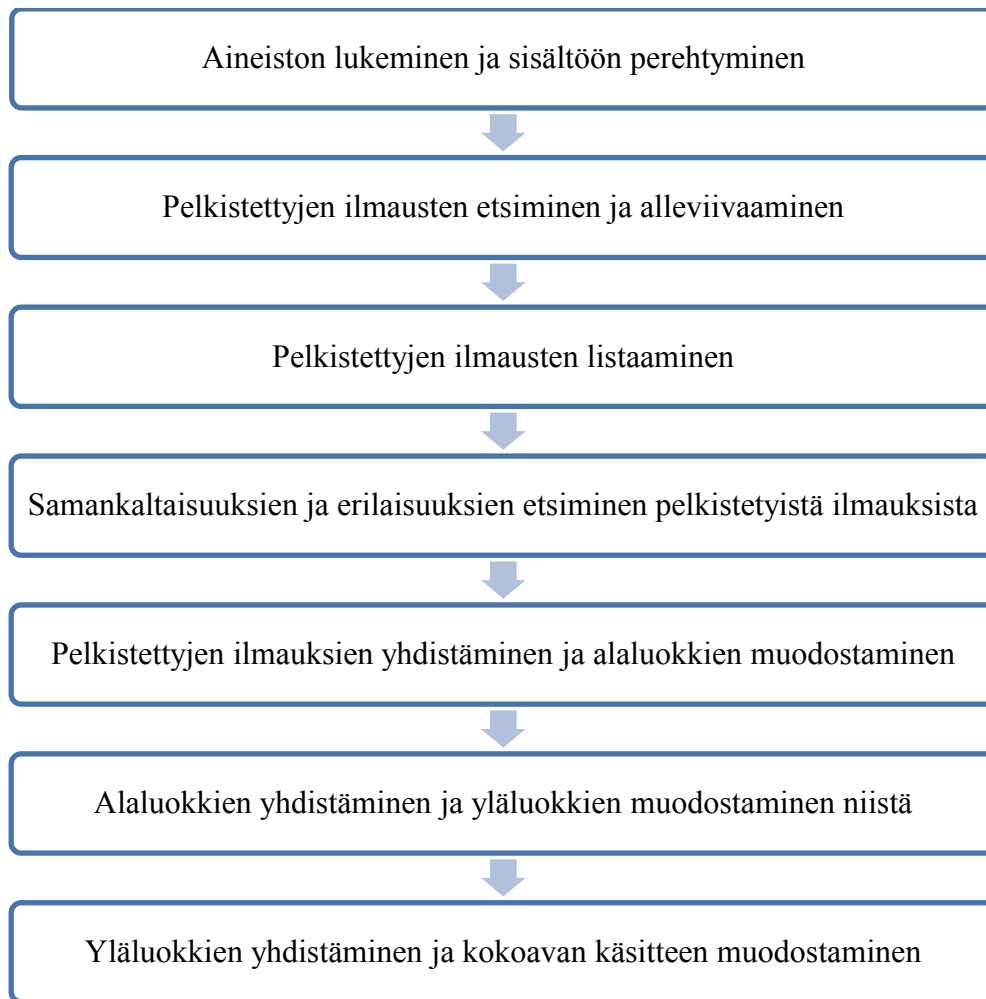 Aineiston lukeminen ja sisältöön perehtyminen
Pelkistettyjen ilmausten etsiminen ja alleviivaaminen
Pelkistettyjen ilmausten listaaminen
Samankaltaisuuksien ja erilaisuuksien etsiminen pelkistetyistä ilmauksista
Pelkistettyjen ilmauksien yhdistäminen ja alaluokkien muodostaminen
Alaluokkien yhdistäminen ja yläluokkien muodostaminen niistä
Yläluokkien yhdistäminen ja kokoavan käsitteen muodostaminen